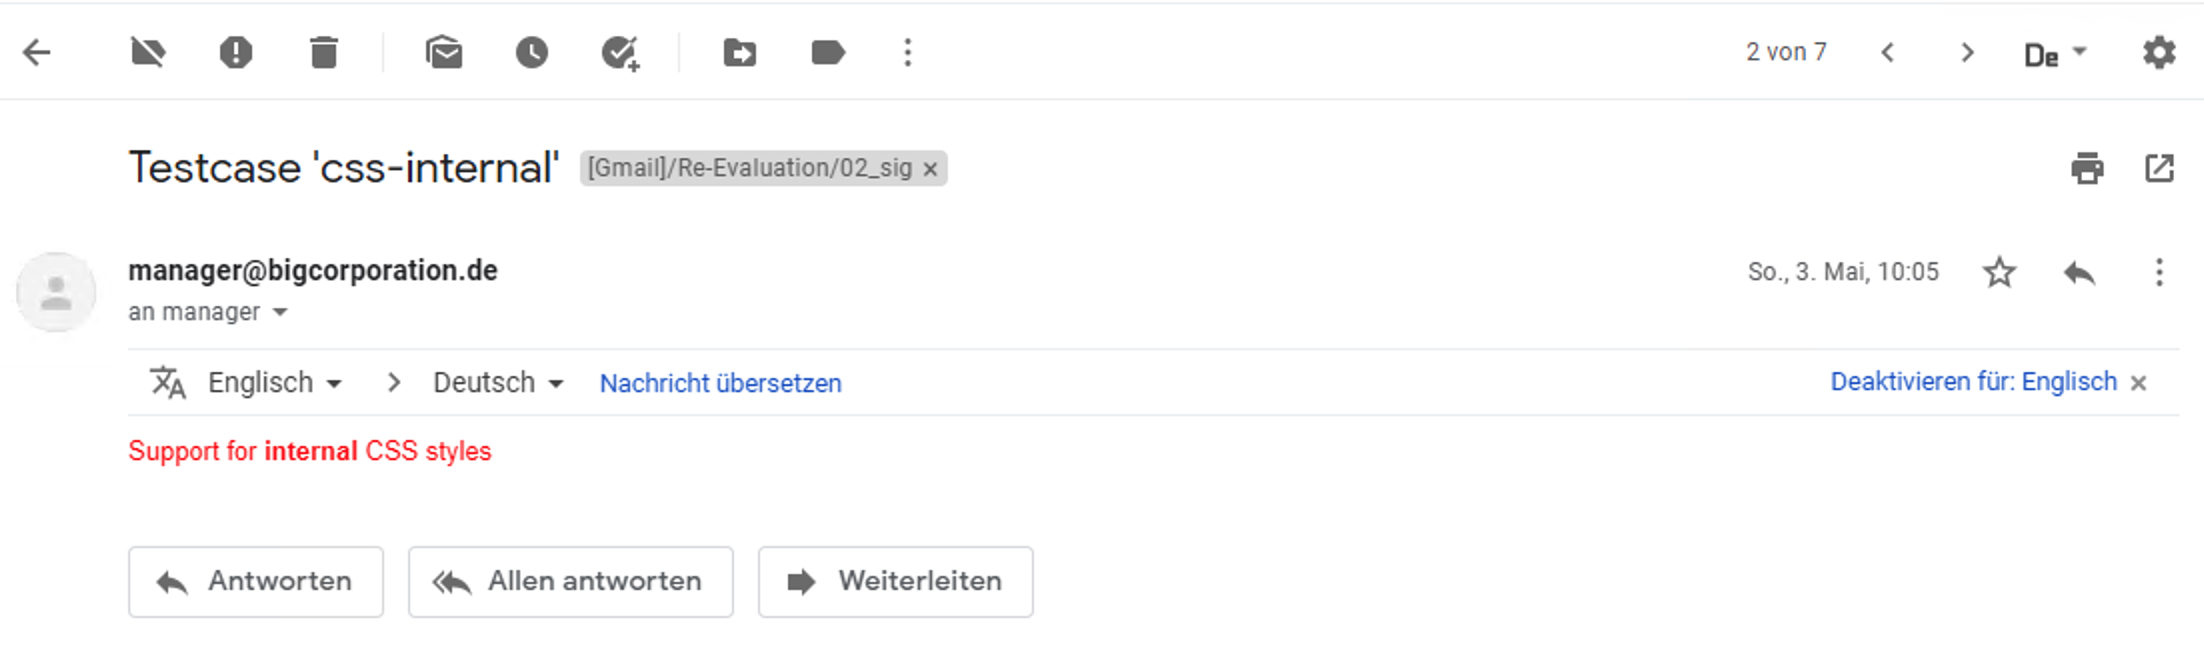 2 von 7 De
Testcase 'css-internal' [Gmail]/Re-Evaluation/02_sig ×
manager@bigcorporation.de So., 3. Mai, 10:05
an manager
Englisch > Deutsch Nachricht übersetzen Deaktivieren für: Englisch ×
Support for internal CSS styles
Antworten Allen antworten Weiterleiten